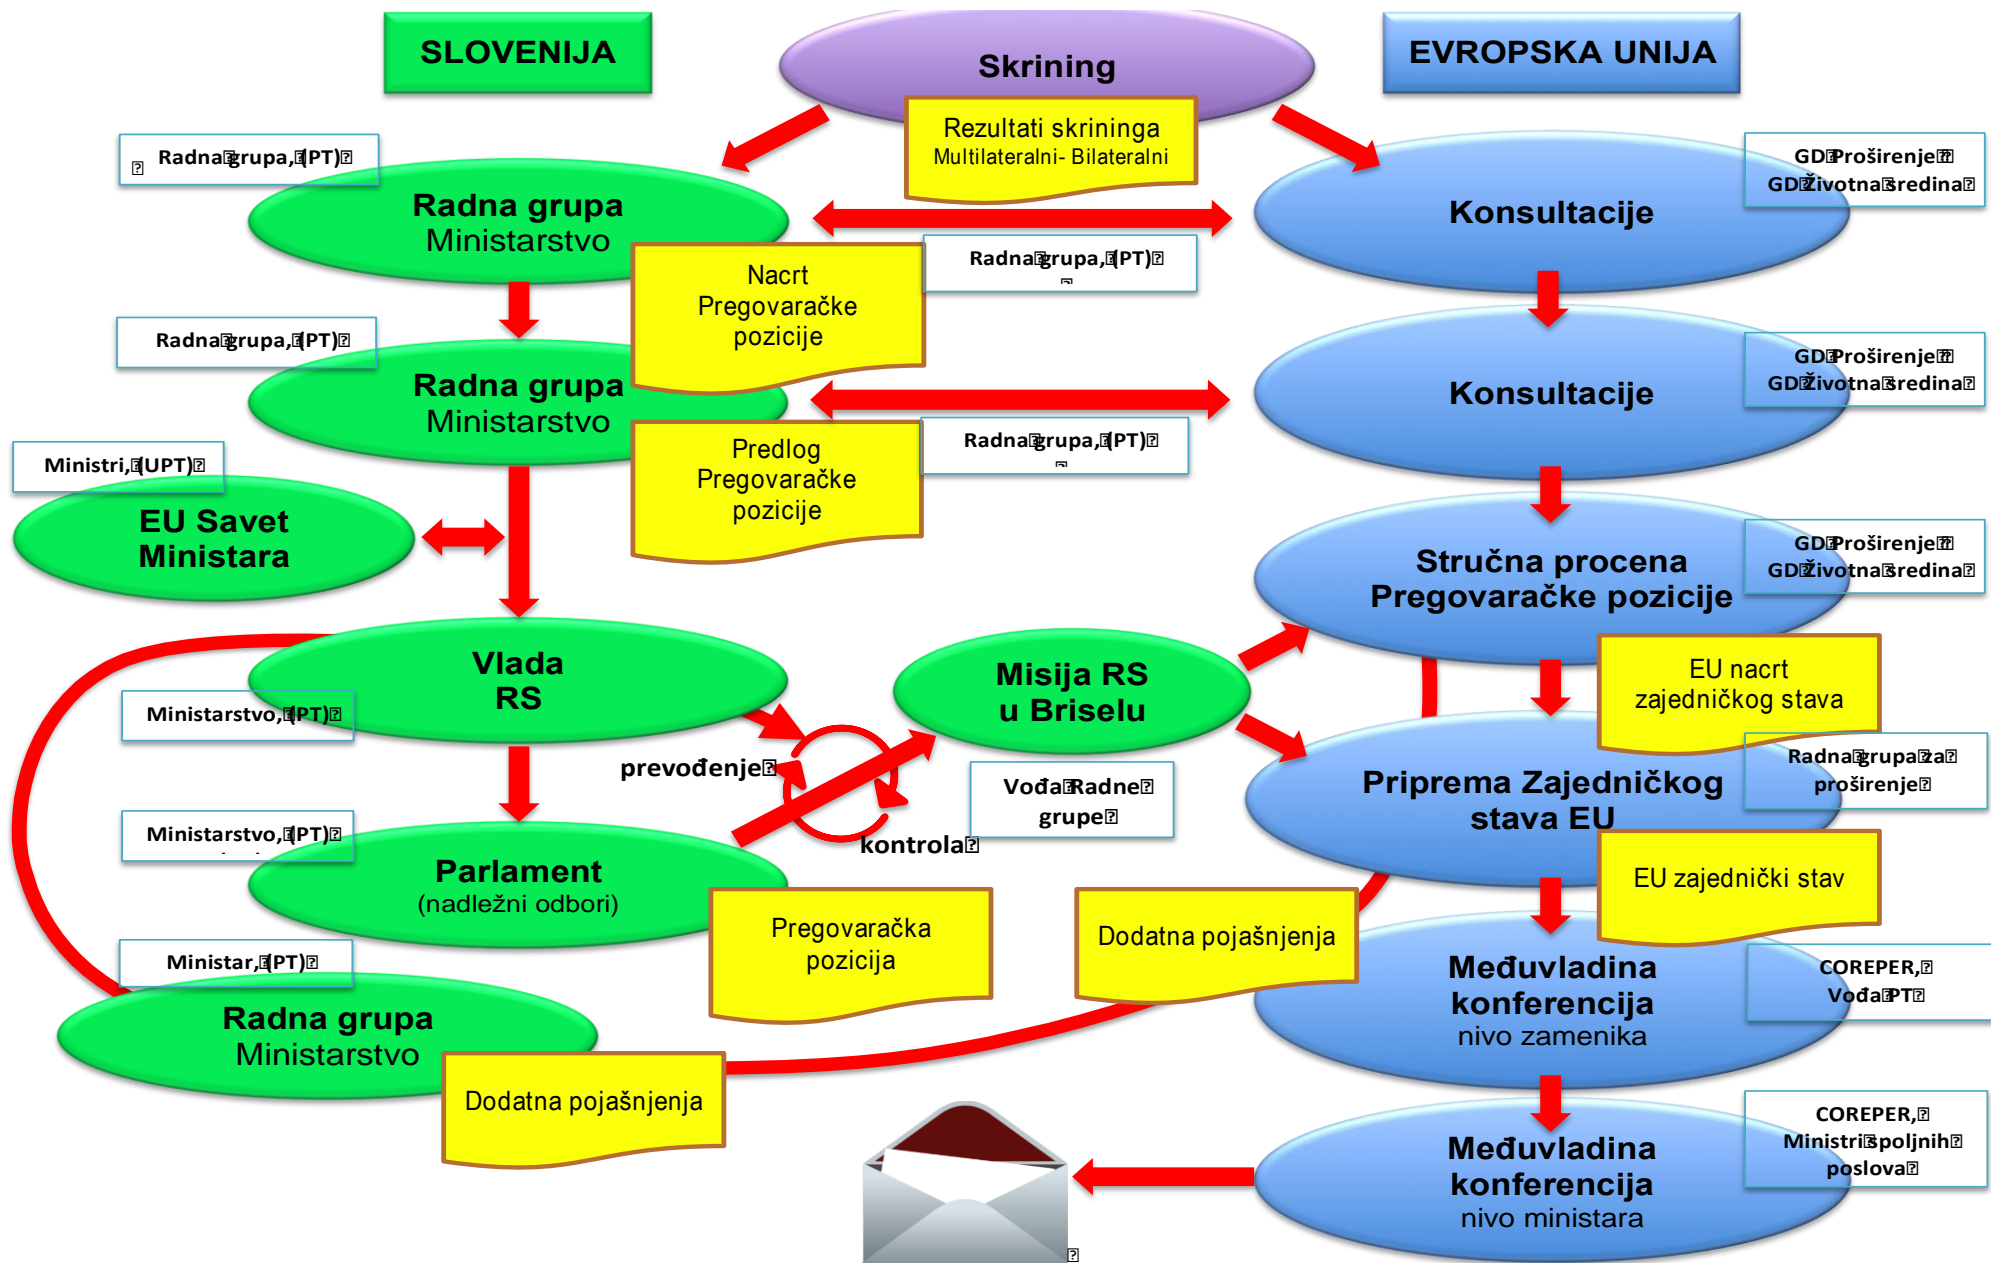 SLOVENIJA
Skrining
EVROPSKA UNIJA
Rezultati skrininga
Multilateralni- Bilateralni
Radna grupa, (PT)
Radna grupa
Ministarstvo
Konsultacije
GD Proširenje
GD Životna sredina
Radna grupa, (PT)
Nacrt
Pregovaračke
pozicije
Radna grupa, (PT)
Radna grupa
Ministarstvo
Konsultacije
GD Proširenje
GD Životna sredina
Radna grupa, (PT)
Predlog
Pregovaračke
pozicije
Ministri, (UPT)
EU Savet
Ministara
Stručna procena
Pregovaračke pozicije
GD Proširenje
GD Životna sredina
Vlada
RS
Ministarstvo, (PT)
Misija RS
u Briselu
EU nacrt
zajedničkog stava
prevođenje
kontrola
Vođa Radne
grupe
Priprema Zajedničkog
stava EU
Radna grupa za
proširenje
Ministarstvo, (PT)
Parlament
(nadležni odbori)
EU zajednički stav
Pregovaračka
pozicija
Dodatna pojašnjenja
Ministar, (PT)
Radna grupa
Ministarstvo
Međuvladina
konferencija
nivo zamenika
COREPER,
Vođa PT
Dodatna pojašnjenja
Međuvladina
konferencija
nivo ministara
COREPER,
Ministri spoljnih
poslova